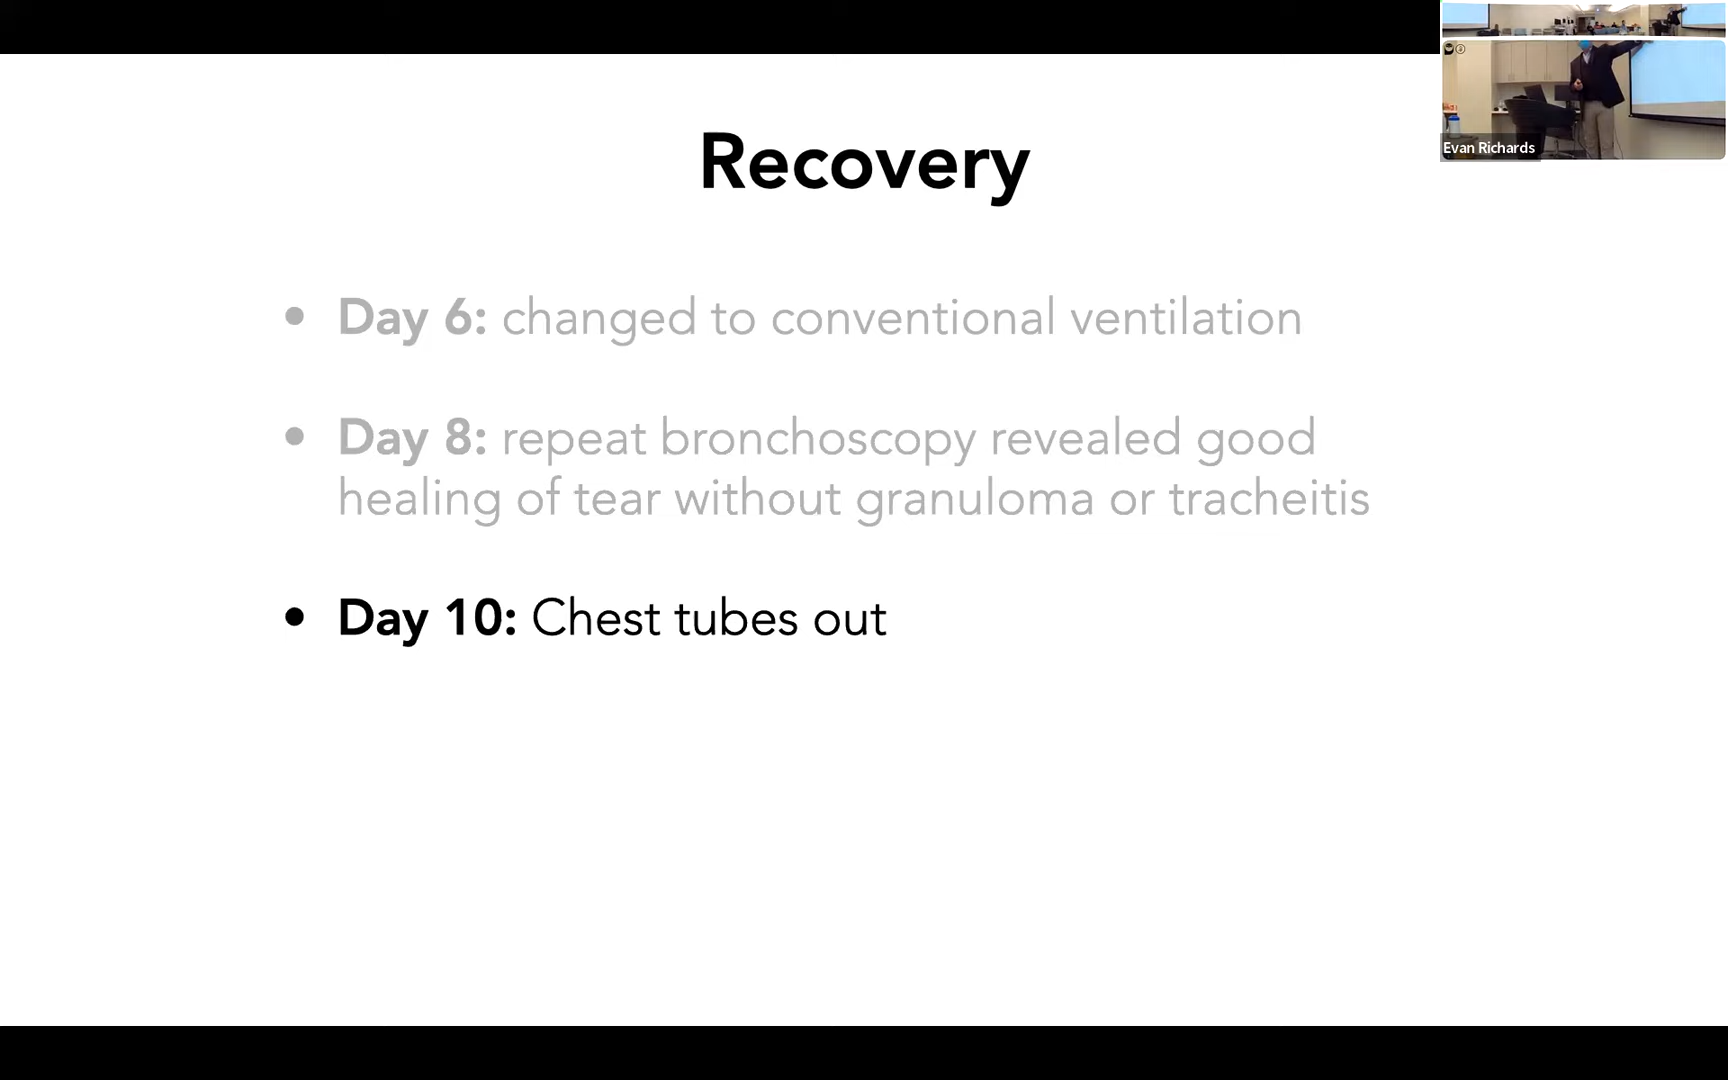 Recovery
• Day 6: changed to conventional ventilation
• Day 8: repeat bronchoscopy revealed good
healing of tear without granuloma or tracheitis
• Day 10: Chest tubes out
Evan Richards